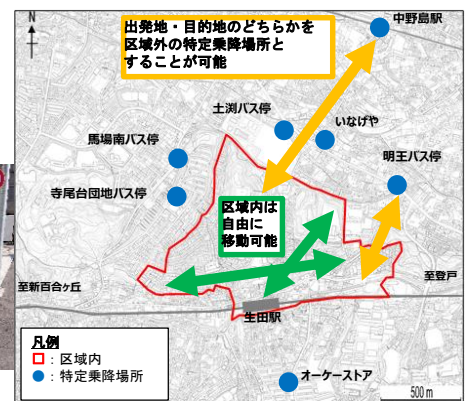 N
出発地・目的地のどちらかを
区域外の特定乗降場所と
することが可能
中野島駅
土渕バス停
いなげや
馬場南バス停
明王バス停
寺尾台団地バス停
区域内は
自由に
移動可能
至新百合ヶ丘
至登戸
生田駅
凡例
:区域内
:特定乗降場所
オーケーストア
500 m